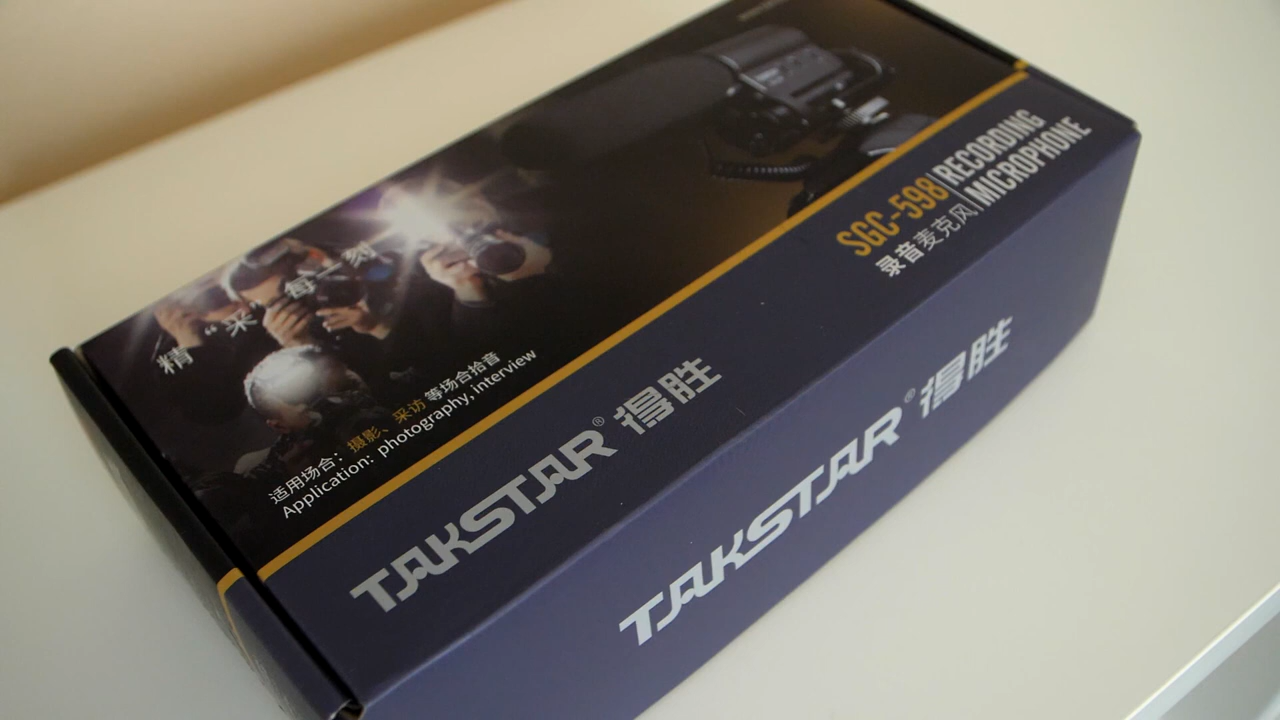 精“采”每一刻
适用场合：摄影、采访等场合拾音
Application: photography, interview
SGC-598
录音麦克风
RECORDING
MICROPHONE
TAKSTAR® 得胜
TAKSTAR® 得胜